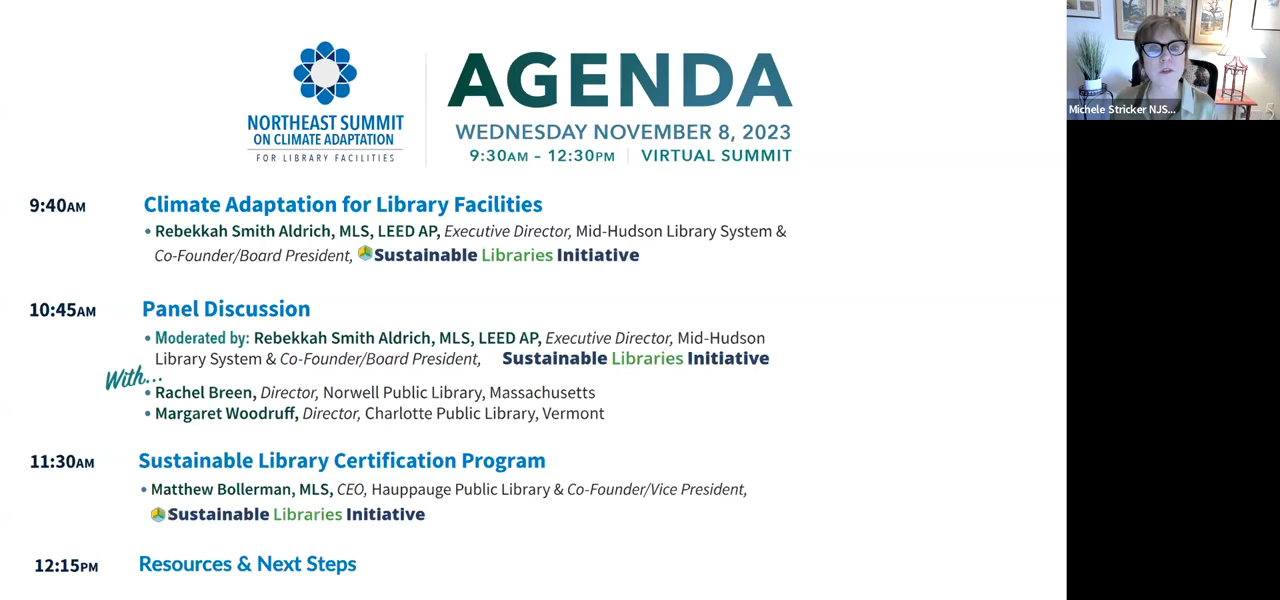 NORTHEAST SUMMIT
ON CLIMATE ADAPTATION
FOR LIBRARY FACILITIES
AGENDA
WEDNESDAY NOVEMBER 8, 2023
9:30AM – 12:30PM | VIRTUAL SUMMIT
9:40AM Climate Adaptation for Library Facilities
• Rebekkah Smith Aldrich, MLS, LEED AP, Executive Director, Mid-Hudson Library System &
Co-Founder/Board President, Sustainable Libraries Initiative
10:45AM Panel Discussion
• Moderated by: Rebekkah Smith Aldrich, MLS, LEED AP, Executive Director, Mid-Hudson
Library System & Co-Founder/Board President, Sustainable Libraries Initiative
With...
• Rachel Breen, Director, Norwell Public Library, Massachusetts
• Margaret Woodruff, Director, Charlotte Public Library, Vermont
11:30AM Sustainable Library Certification Program
• Matthew Bollerman, MLS, CEO, Hauppauge Public Library & Co-Founder/Vice President,
Sustainable Libraries Initiative
12:15PM Resources & Next Steps
Michele Stricker NJS...